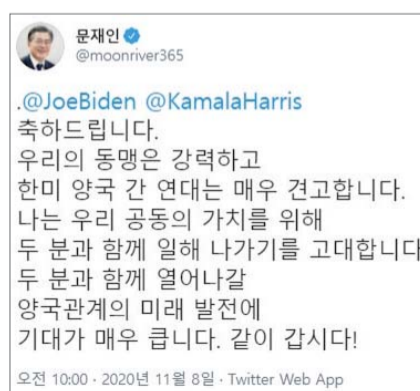 문재인
@moonriver365
.@JoeBiden @KamalaHarris
축하드립니다.
우리의 동맹은 강력하고
한미 양국 간 연대는 매우 견고합니다.
나는 우리 공동의 가치를 위해
두 분과 함께 일해 나가기를 고대합니다
두 분과 함께 열어나갈
양국관계의 미래 발전에
기대가 매우 큽니다. 같이 갑시다!
오전 10:00 · 2020년 11월 8일 · Twitter Web App